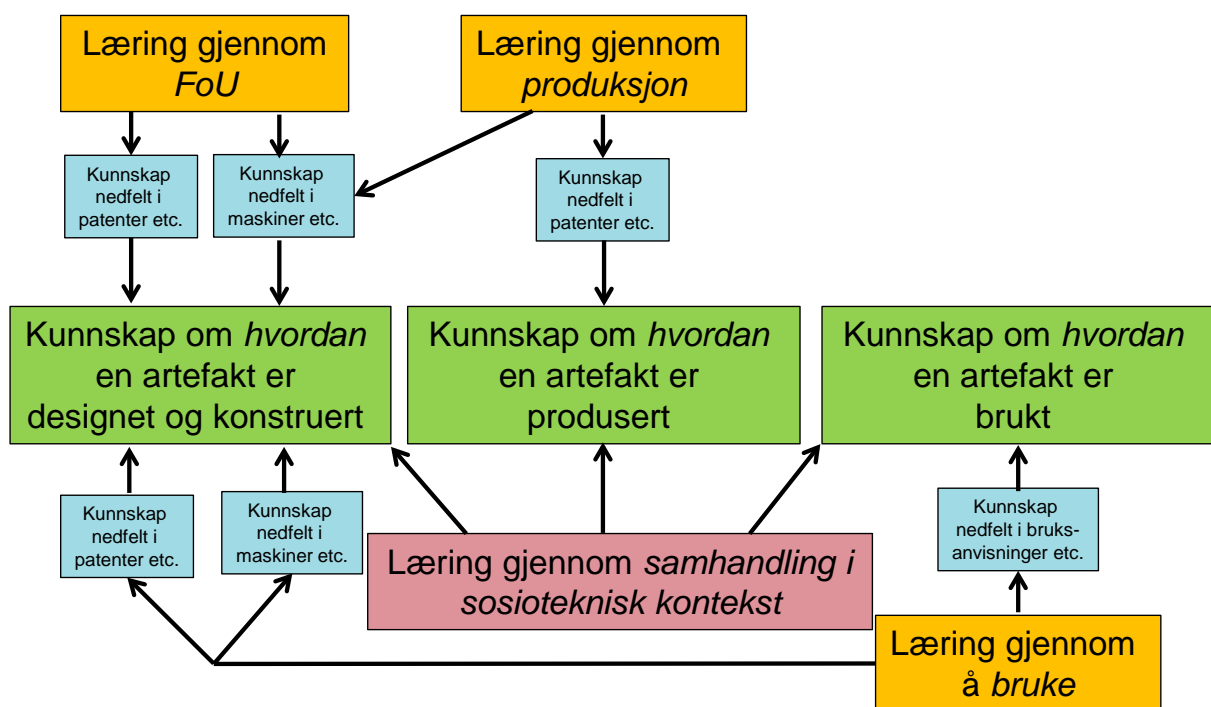 Læring gjennom
FoU
Læring gjennom
produksjon
Kunnskap
nedfelt i
patenter etc.
Kunnskap
nedfelt i
maskiner etc.
Kunnskap
nedfelt i
patenter etc.
Kunnskap om hvordan
en artefakt er
designet og konstruert
Kunnskap om hvordan
en artefakt er
produsert
Kunnskap om hvordan
en artefakt er
brukt
Kunnskap
nedfelt i
patenter etc.
Kunnskap
nedfelt i
maskiner etc.
Læring gjennom samhandling i
sosioteknisk kontekst
Kunnskap
nedfelt i bruks-
anvisninger etc.
Læring gjennom
å bruke